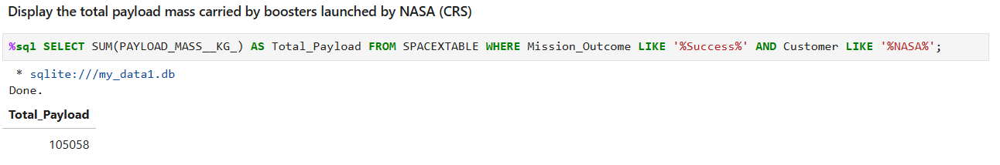 Display the total payload mass carried by boosters launched by NASA (CRS)
%sql SELECT SUM(PAYLOAD_MASS__KG_) AS Total_Payload FROM SPACEXTABLE WHERE Mission_Outcome LIKE '%Success%' AND Customer LIKE '%NASA%';
* sqlite:///my_data1.db
Done.
Total_Payload
105058